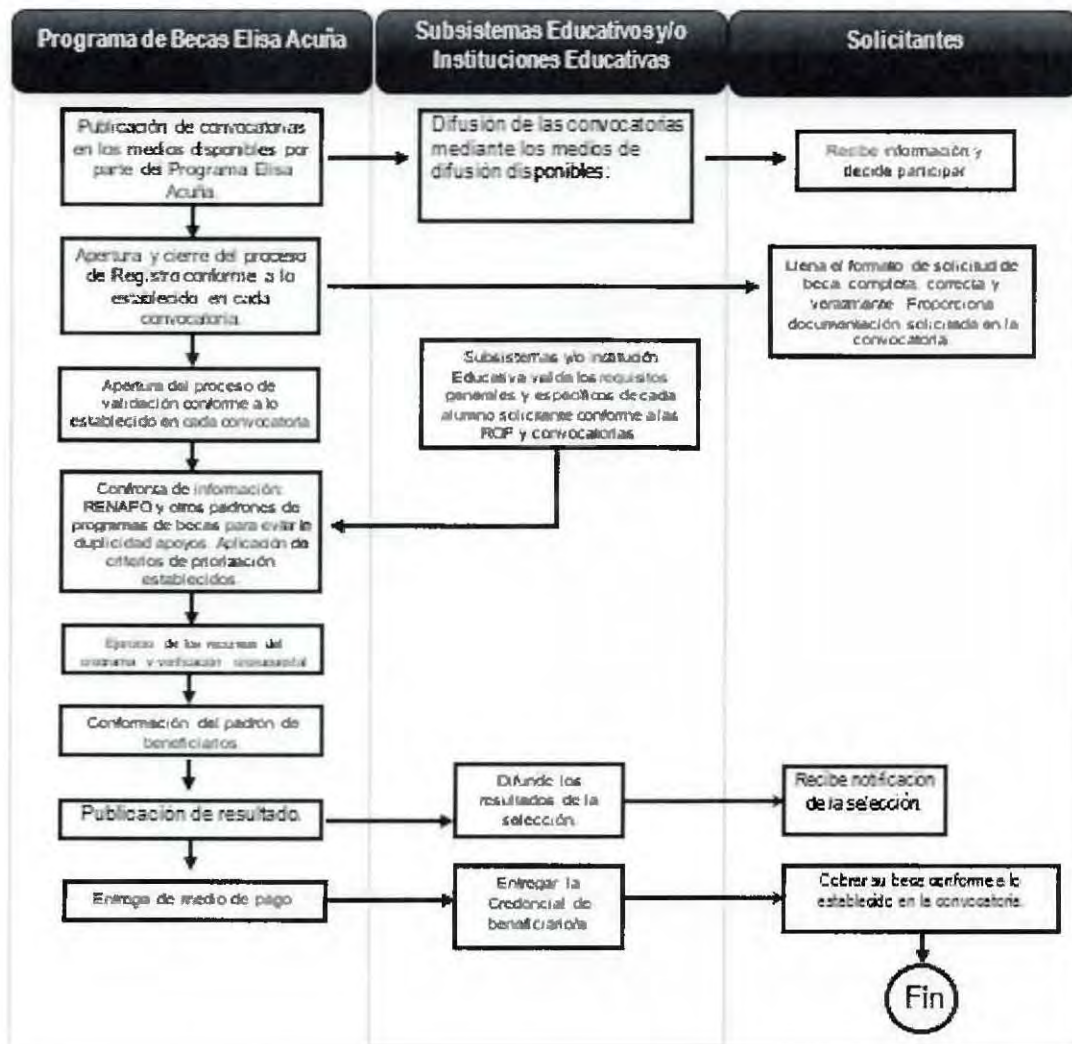 Programa de Becas Elisa Acuña
Subsistemas Educativos y/o
Instituciones Educativas
Solicitantes
Publicación de convocatorias
en los medios disponibles por
parte del Programa Elisa
Acuña.
Difusión de las convocatorias
mediante los medios de
difusión disponibles.
Recibe información y
decide participar
Apertura y cierre del proceso
de Registro conforme a lo
establecido en cada
convocatoria.
Llena el formato de solicitud de
beca completa, correcta y
verazmente. Proporciona
documentación solicitada en la
convocatoria
Apertura del proceso de
validación conforme a lo
establecido en cada convocatoria
Subsistemas y/o institución
Educativa valida los requisitos
generales y específicos de cada
alumno solicitante conforme a las
ROP y convocatorias
Confronta de información:
RENAPO y otros padrones de
programas de becas para evitar la
duplicidad apoyos. Aplicación de
criterios de priorización
establecidos.
Ejercicio de los recursos del
programa y verificación
Conformación del padrón de
beneficiarios.
Publicación de resultado.
Difunde los
resultados de la
selección.
Recibe notificación
de la selección.
Entrega de medio de pago
Entregar la
Credencial de
beneficiario/a
Cobrar su beca conforme a lo
establecido en la convocatoria.
Fin